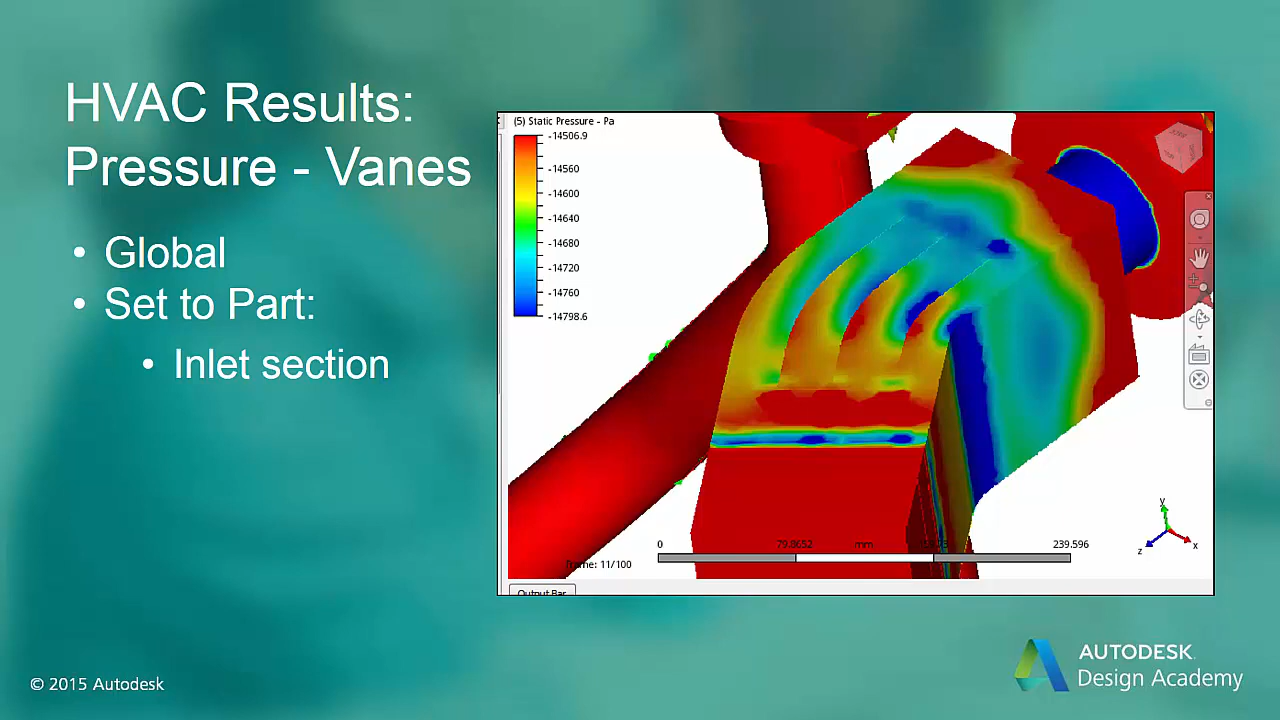 HVAC Results:
Pressure - Vanes
• Global
• Set to Part:
• Inlet section
(5) Static Pressure - Pa
-14506.9
-14560
-14600
-14640
-14680
-14720
-14760
-14798.6
0
79.8652
mm
239.596
Frame: 11/100
Output Bar
y
z
x
© 2015 Autodesk
AUTODESK.
Design Academy